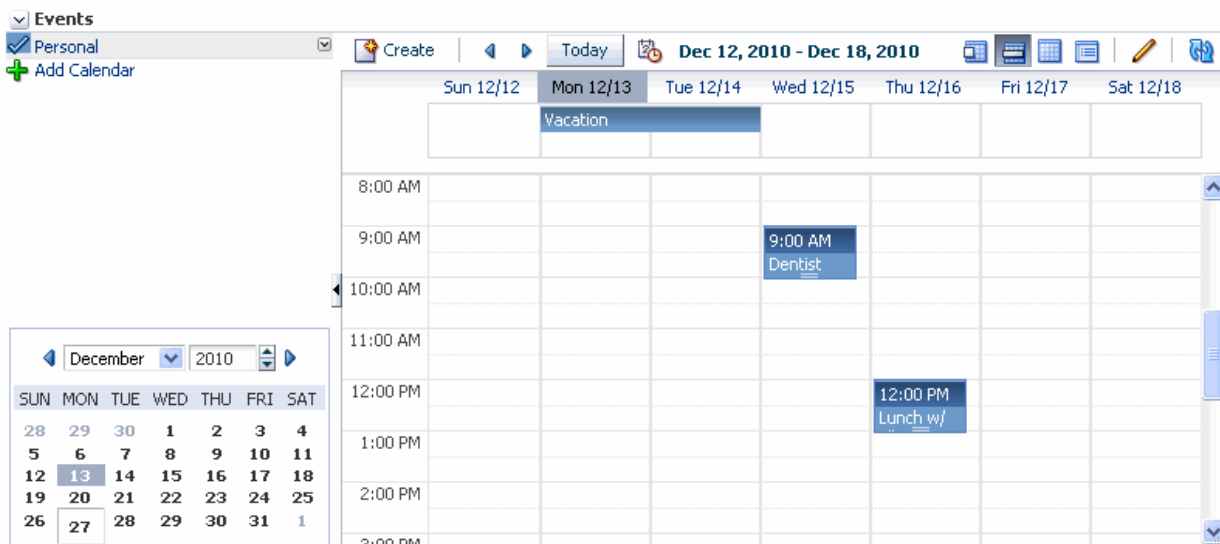 Events
Personal
Add Calendar
Create Today Dec 12, 2010 - Dec 18, 2010
Sun 12/12 Mon 12/13 Tue 12/14 Wed 12/15 Thu 12/16 Fri 12/17 Sat 12/18
Vacation
8:00 AM
9:00 AM
9:00 AM
Dentist
10:00 AM
11:00 AM
12:00 PM
12:00 PM
Lunch w/
1:00 PM
2:00 PM
3:00 PM
December 2010
SUN MON TUE WED THU FRI SAT
28 29 30 1 2 3 4
5 6 7 8 9 10 11
12 13 14 15 16 17 18
19 20 21 22 23 24 25
26 27 28 29 30 31 1